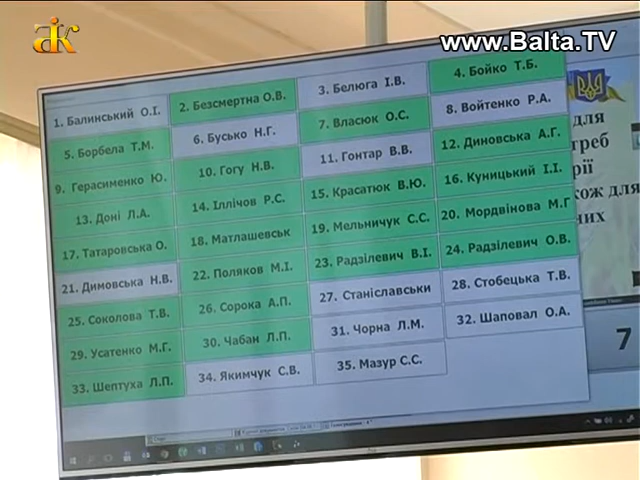 аік
www.Balta.TV
1. Балинський О.І.
2. Безсмертна О.В.
3. Белюга І.В.
4. Бойко Т.Б.
5. Борбела Т.М.
6. Бусько Н.Г.
7. Власюк О.С.
8. Войтенко Р.А.
9. Герасименко Ю.
10. Гогу Н.В.
11. Гонтар В.В.
12. Диновська А.Г.
13. Доні Л.А.
14. Іллічов Р.С.
15. Красатюк В.Ю.
16. Куницький І.І.
17. Татаровська О.
18. Матлашевськ
19. Мельничук С.С.
20. Мордвінова М.Г
21. Димовська Н.В.
22. Поляков М.І.
23. Радзілевич В.І.
24. Радзілевич О.В.
25. Соколова Т.В.
26. Сорока А.П.
27. Станіславськи
28. Стобецька Т.В.
29. Усатенко М.Г.
30. Чабан Л.П.
31. Чорна Л.М.
32. Шаповал О.А.
33. Шептуха Л.П.
34. Якимчук С.В.
35. Мазур С.С.
для
треб
рії
кож для
них
7